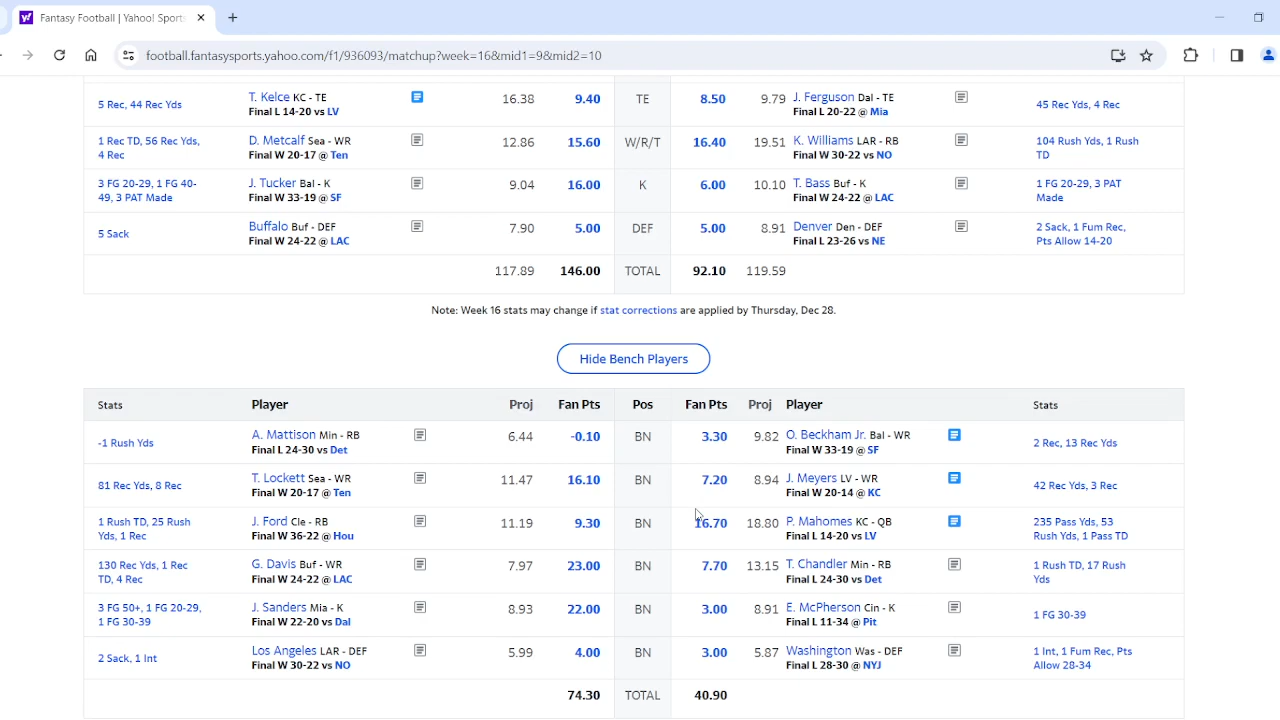 Fantasy Football | Yahoo! Sports
football.fantasysports.yahoo.com/f1/936093/matchup?week=16&mid1=9&mid2=10
5 Rec, 44 Rec Yds
T. Kelce KC - TE
Final L 14-20 vs LV
16.38 9.40 TE 8.50 9.79
J. Ferguson Dal - TE
Final L 20-22 @ Mia
45 Rec Yds, 4 Rec
1 Rec TD, 56 Rec Yds,
4 Rec
D. Metcalf Sea - WR
Final W 20-17 @ Ten
12.86 15.60 W/R/T 16.40 19.51
K. Williams LAR - RB
Final W 30-22 vs NO
104 Rush Yds, 1 Rush
TD
3 FG 20-29, 1 FG 40-
49, 3 PAT Made
J. Tucker Bal - K
Final W 33-19 @ SF
9.04 16.00 K 6.00 10.10
T. Bass Buf - K
Final W 24-22 @ LAC
1 FG 20-29, 3 PAT
Made
5 Sack
Buffalo Buf - DEF
Final W 24-22 @ LAC
7.90 5.00 DEF 5.00 8.91
Denver Den - DEF
Final L 23-26 vs NE
2 Sack, 1 Fum Rec,
Pts Allow 14-20
117.89 146.00 TOTAL 92.10 119.59
Note: Week 16 stats may change if stat corrections are applied by Thursday, Dec 28.
Hide Bench Players
Stats Player Proj Fan Pts Pos Fan Pts Proj Player Stats
-1 Rush Yds
A. Mattison Min - RB
Final L 24-30 vs Det
6.44 -0.10 BN 3.30 9.82
O. Beckham Jr. Bal - WR
Final W 33-19 @ SF
2 Rec, 13 Rec Yds
81 Rec Yds, 8 Rec
T. Lockett Sea - WR
Final W 20-17 @ Ten
11.47 16.10 BN 7.20 8.94
J. Meyers LV - WR
Final W 20-14 @ KC
42 Rec Yds, 3 Rec
1 Rush TD, 25 Rush
Yds, 1 Rec
J. Ford Cle - RB
Final W 36-22 @ Hou
11.19 9.30 BN 16.70 18.80
P. Mahomes KC - QB
Final L 14-20 vs LV
235 Pass Yds, 53
Rush Yds, 1 Pass TD
130 Rec Yds, 1 Rec
TD, 4 Rec
G. Davis Buf - WR
Final W 24-22 @ LAC
7.97 23.00 BN 7.70 13.15
T. Chandler Min - RB
Final L 24-30 vs Det
1 Rush TD, 17 Rush
Yds
3 FG 50+, 1 FG 20-29,
1 FG 30-39
J. Sanders Mia - K
Final W 22-20 vs Dal
8.93 22.00 BN 3.00 8.91
E. McPherson Cin - K
Final L 11-34 @ Pit
1 FG 30-39
2 Sack, 1 Int
Los Angeles LAR - DEF
Final W 30-22 vs NO
5.99 4.00 BN 3.00 5.87
Washington Was - DEF
Final L 28-30 @ NYJ
1 Int, 1 Fum Rec, Pts
Allow 28-34
74.30 TOTAL 40.90